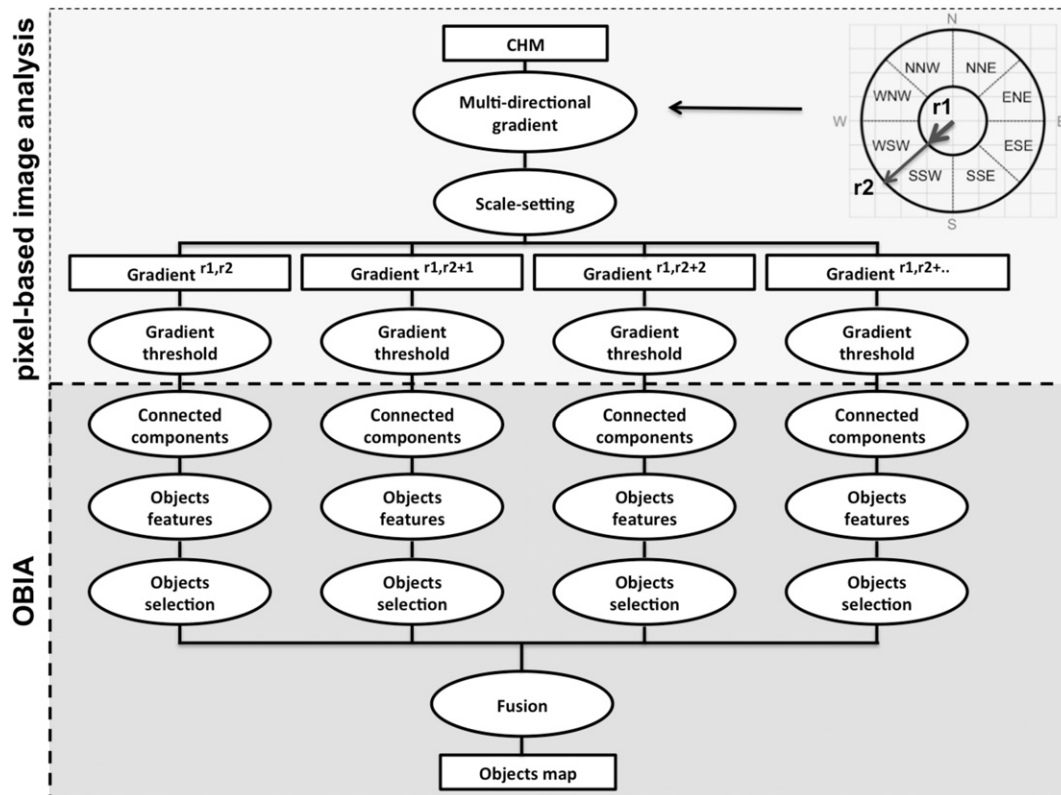 pixel-based image analysis
CHM
Multi-directional
gradient
Scale-setting
N
NNW
NNE
WNW
ENE
r1
W
WSW
ESE
r2
SSW
SSE
S
Gradient r1,r2
Gradient r1,r2+1
Gradient r1,r2+2
Gradient r1,r2+..
Gradient
threshold
Gradient
threshold
Gradient
threshold
Gradient
threshold
OBIA
Connected
components
Connected
components
Connected
components
Connected
components
Objects
features
Objects
features
Objects
features
Objects
features
Objects
selection
Objects
selection
Objects
selection
Objects
selection
Fusion
Objects map